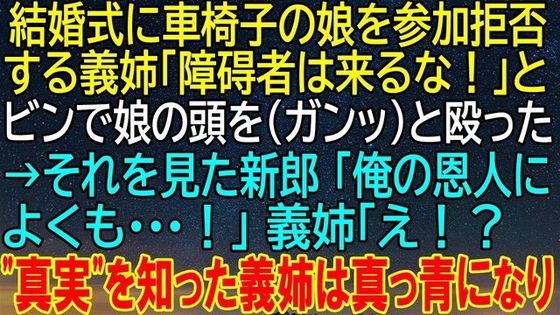 結婚式に車椅子の娘を参加拒否
する義姉「障碍者は来るな！」と
ビンで娘の頭を(ガンッ)と殴った
→それを見た新郎「俺の恩人に
よくも・・・！」義姉「え！？
"真実"を知った義姉は真っ青になり